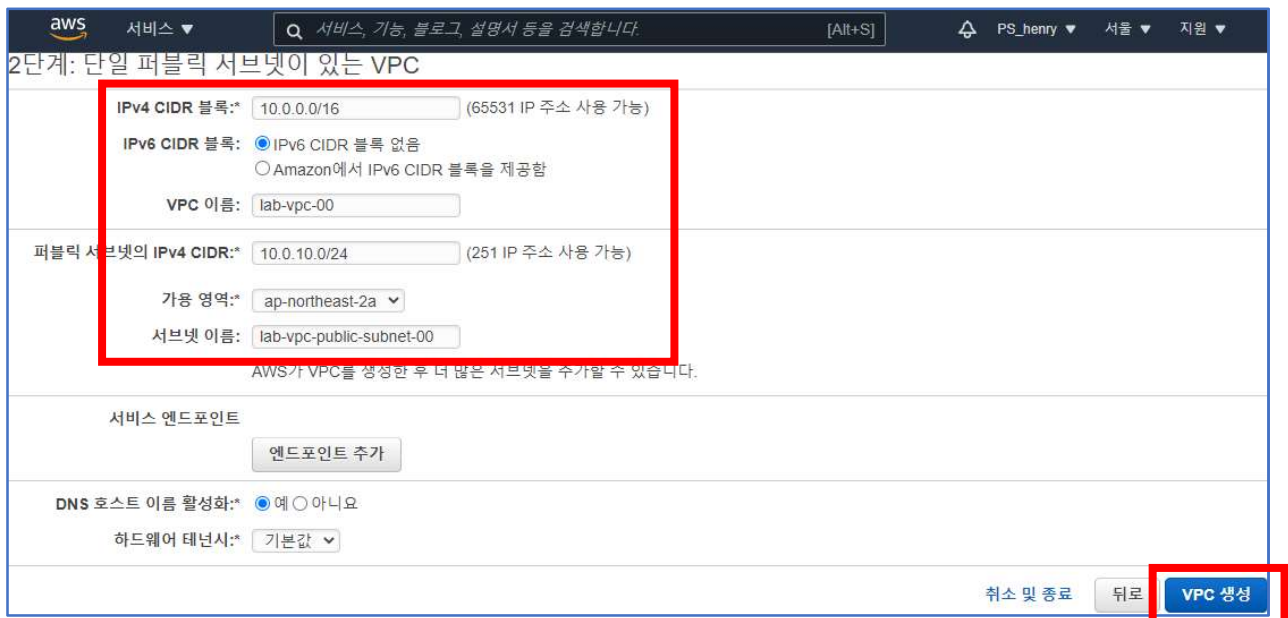 aws 서비스 ▼ 서비스, 기능, 블로그, 설명서 등을 검색합니다. [Alt+S] PS_henry ▼ 서울 ▼ 지원 ▼
2단계: 단일 퍼블릭 서브넷이 있는 VPC
IPv4 CIDR 블록:* 10.0.0.0/16 (65531 IP 주소 사용 가능)
IPv6 CIDR 블록: IPv6 CIDR 블록 없음
Amazon에서 IPv6 CIDR 블록을 제공함
VPC 이름: lab-vpc-00
퍼블릭 서브넷의 IPv4 CIDR:* 10.0.10.0/24 (251 IP 주소 사용 가능)
가용 영역:* ap-northeast-2a
서브넷 이름: lab-vpc-public-subnet-00
AWS가 VPC를 생성한 후 더 많은 서브넷을 추가할 수 있습니다.
서비스 엔드포인트
엔드포인트 추가
DNS 호스트 이름 활성화:* 예 아니요
하드웨어 테넌시:* 기본값
취소 및 종료 뒤로 VPC 생성